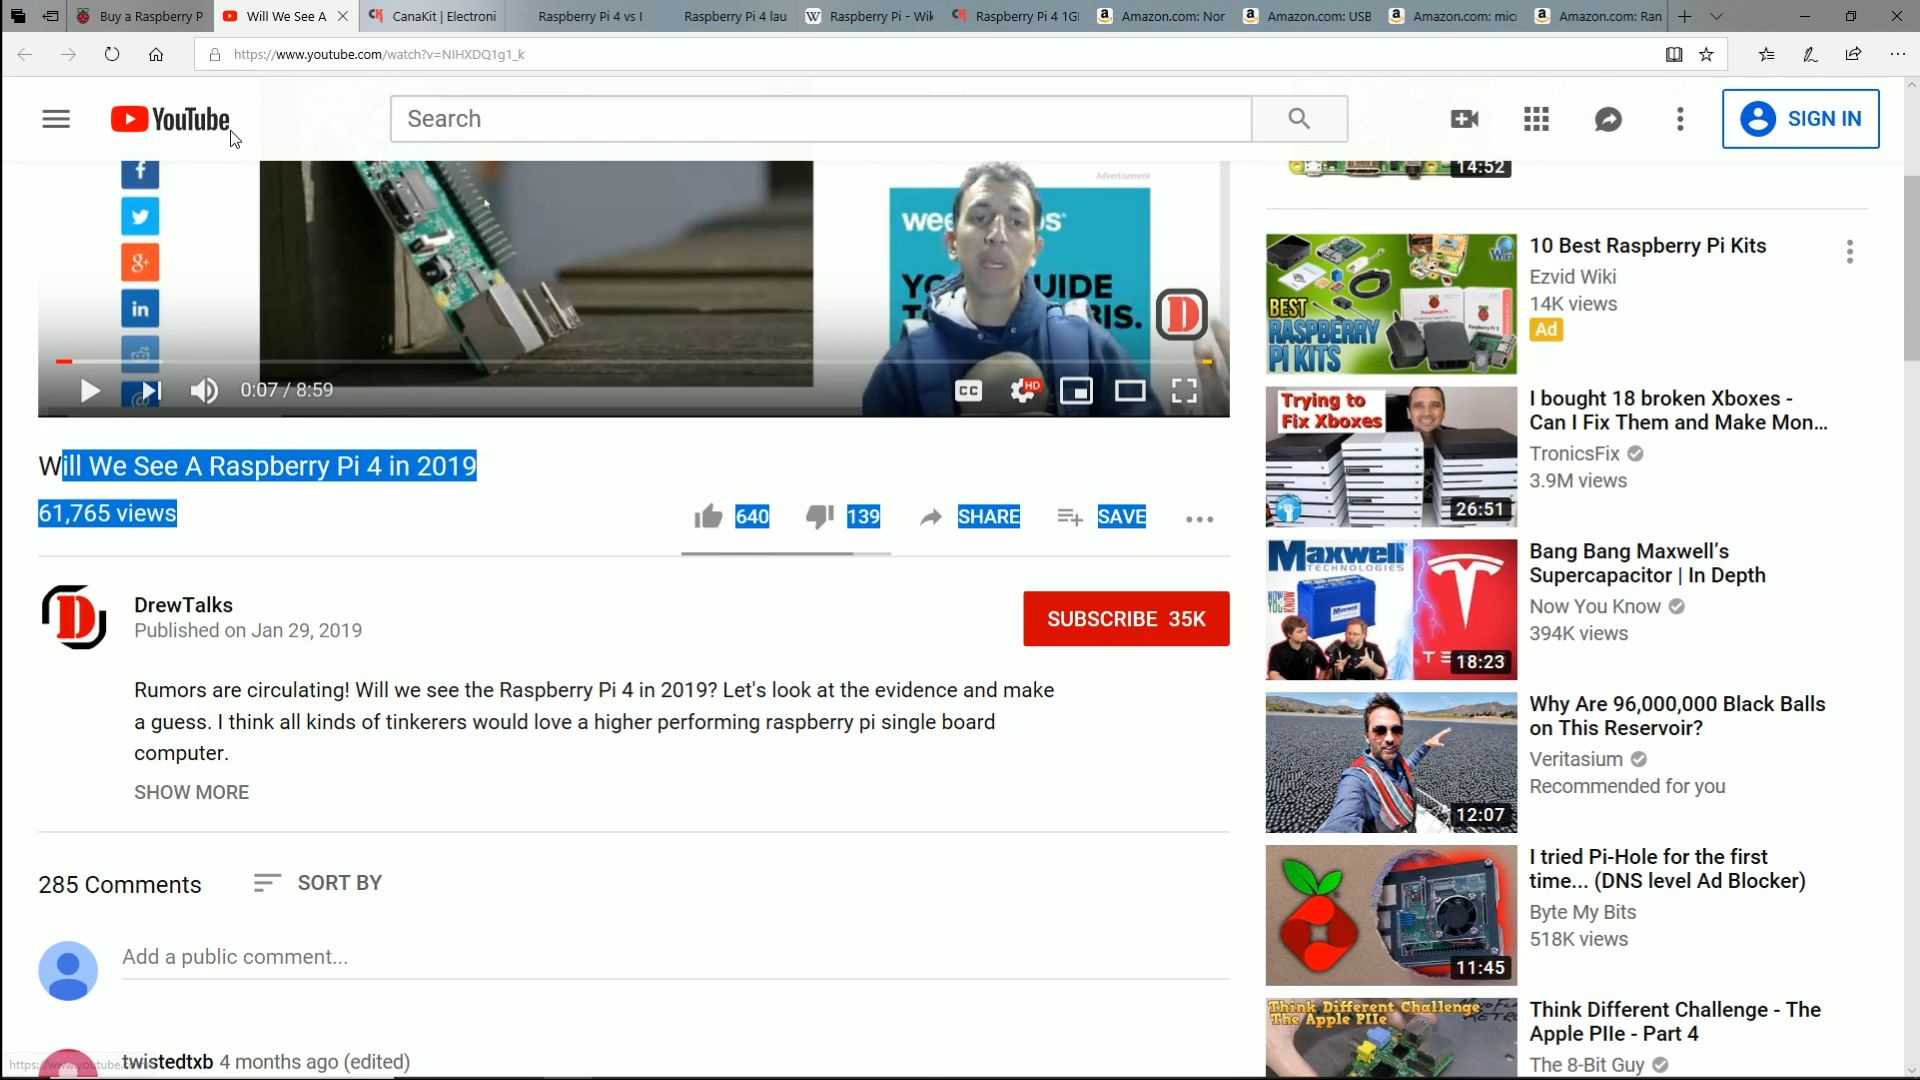 Buy a Raspberry P
Will We See A
CanaKit | Electroni
Raspberry Pi 4 vs I
Raspberry Pi 4 lau
Raspberry Pi - Wik
Raspberry Pi 4 1GI
Amazon.com: Nor
Amazon.com: USB
Amazon.com: mic
Amazon.com: Ran
https://www.youtube.com/watch?v=NIHXDQ1g1_k
YouTube
Search
SIGN IN
Advertisement
0:07 / 8:59
CC
HD
Will We See A Raspberry Pi 4 in 2019
61,765 views
640
139
SHARE
SAVE
DrewTalks
Published on Jan 29, 2019
SUBSCRIBE 35K
Rumors are circulating! Will we see the Raspberry Pi 4 in 2019? Let's look at the evidence and make
a guess. I think all kinds of tinkerers would love a higher performing raspberry pi single board
computer.
SHOW MORE
285 Comments
SORT BY
Add a public comment...
twistedtxb 4 months ago (edited)
14:52
BEST
RASPBERRY
PI KITS
10 Best Raspberry Pi Kits
Ezvid Wiki
14K views
Ad
Trying to
Fix Xboxes
26:51
I bought 18 broken Xboxes -
Can I Fix Them and Make Mon...
TronicsFix
3.9M views
Maxwell
TECHNOLOGIES
18:23
Bang Bang Maxwell's
Supercapacitor | In Depth
Now You Know
394K views
12:07
Why Are 96,000,000 Black Balls
on This Reservoir?
Veritasium
Recommended for you
11:45
I tried Pi-Hole for the first
time... (DNS level Ad Blocker)
Byte My Bits
518K views
Think Different Challenge
The Apple PIIe
Think Different Challenge - The
Apple PIIe - Part 4
The 8-Bit Guy